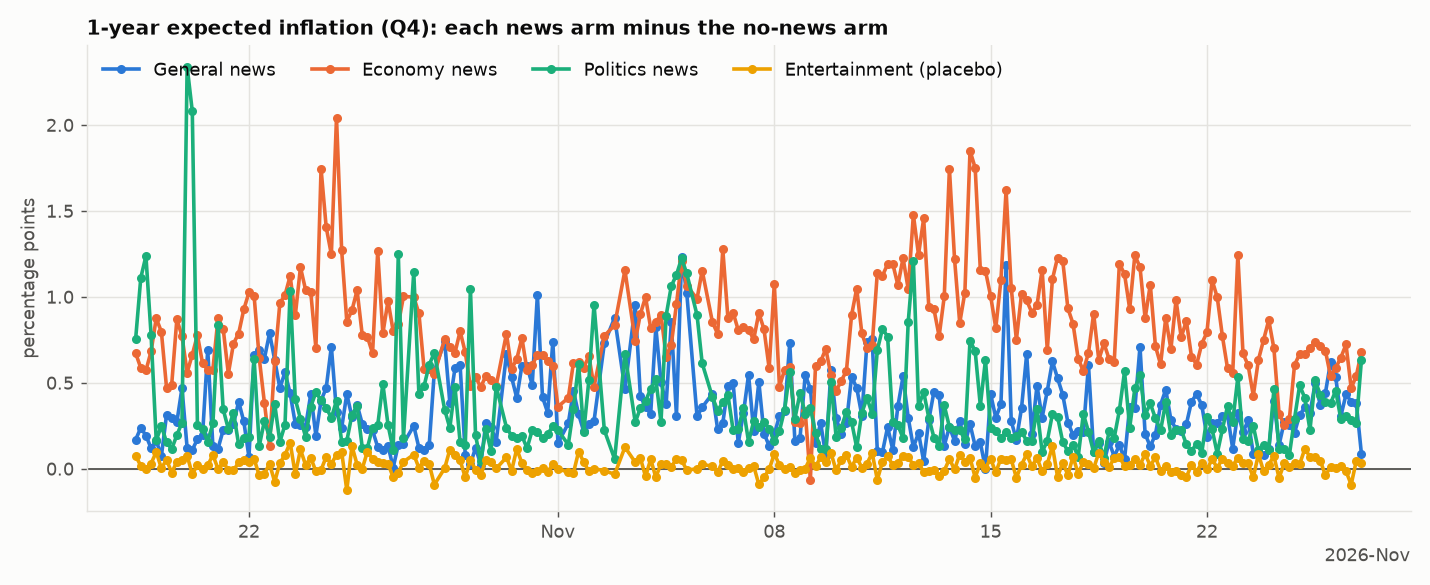 1-year expected inflation (Q4): each news arm minus the no-news arm
General news
Economy news
Politics news
Entertainment (placebo)
percentage points
2.0
1.5
1.0
0.5
0.0
22
Nov
08
15
22
2026-Nov